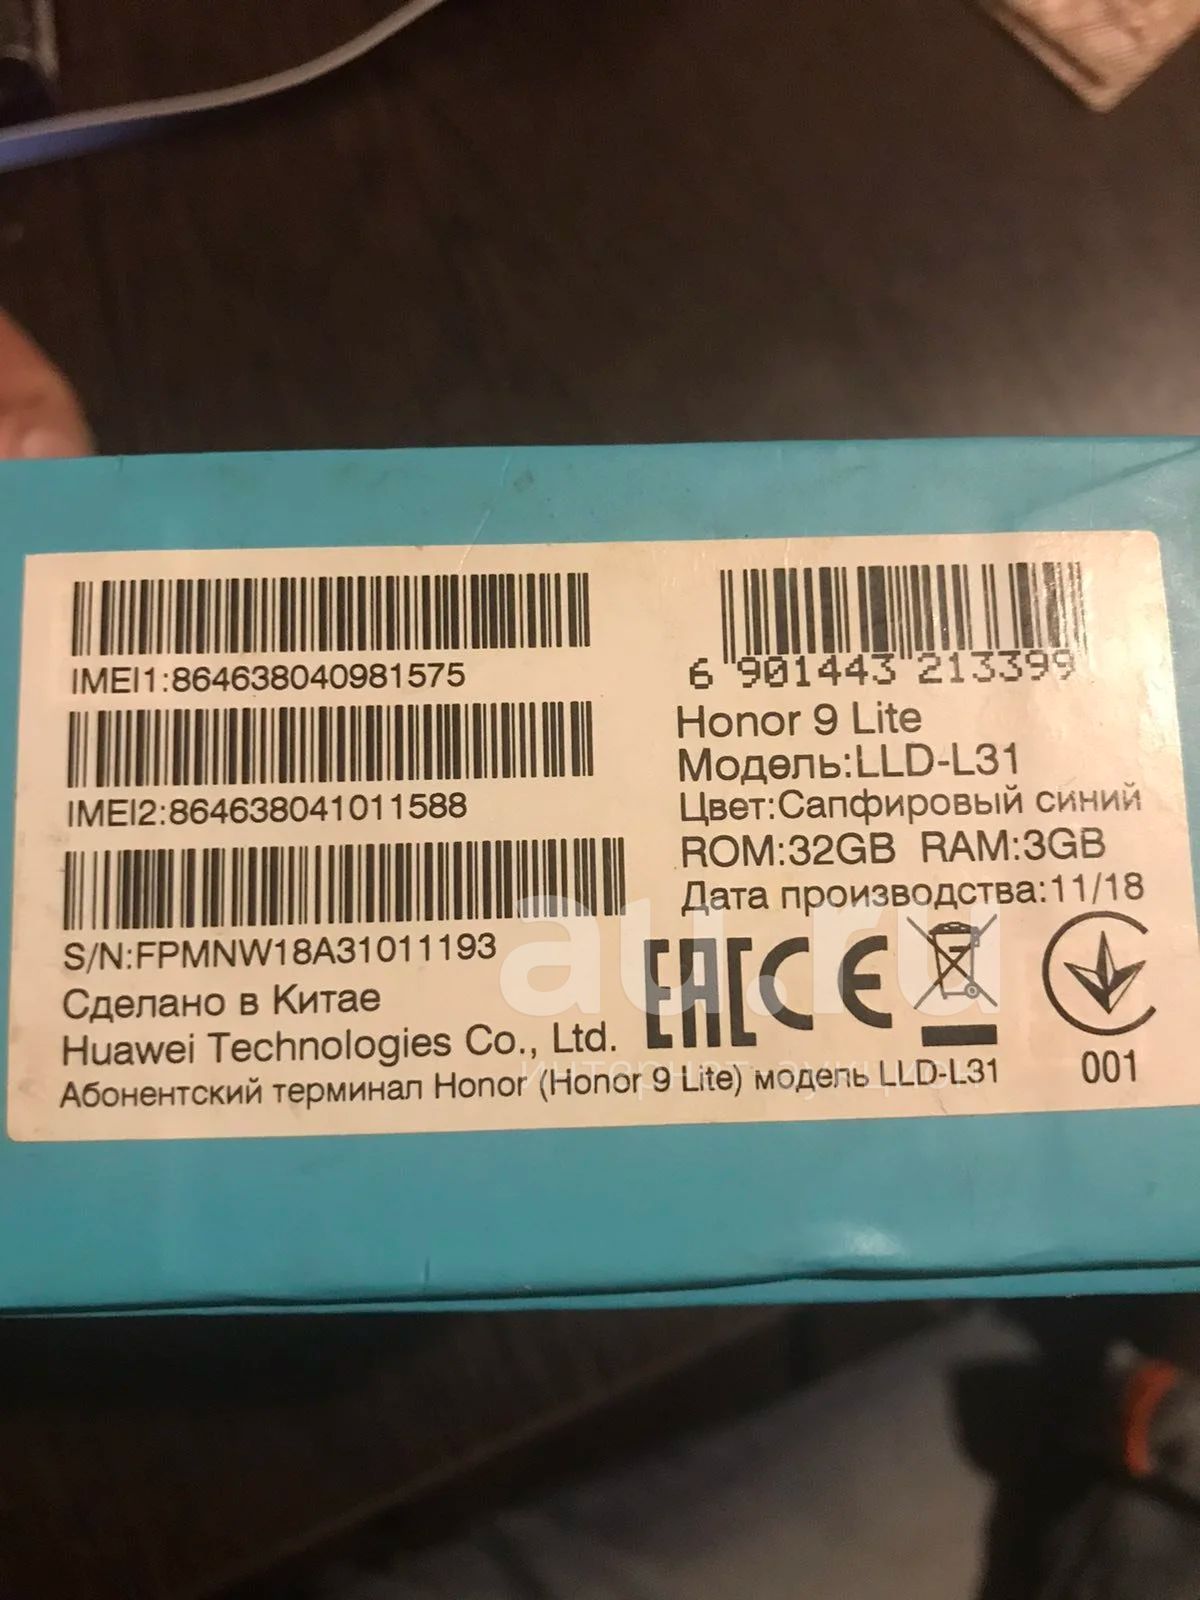 IMEI1:864638040981575
IMEI2:864638041011588
S/N:FPMNW18A31011193
Сделано в Китае
Huawei Technologies Co., Ltd.
Абонентский терминал Honor (Honor 9 Lite) модель LLD-L31
6 901443 213399
Honor 9 Lite
Модель:LLD-L31
Цвет:Сапфировый синий
ROM:32GB RAM:3GB
Дата производства:11/18
EAC CE
001
au.ru
интернет-аукцион